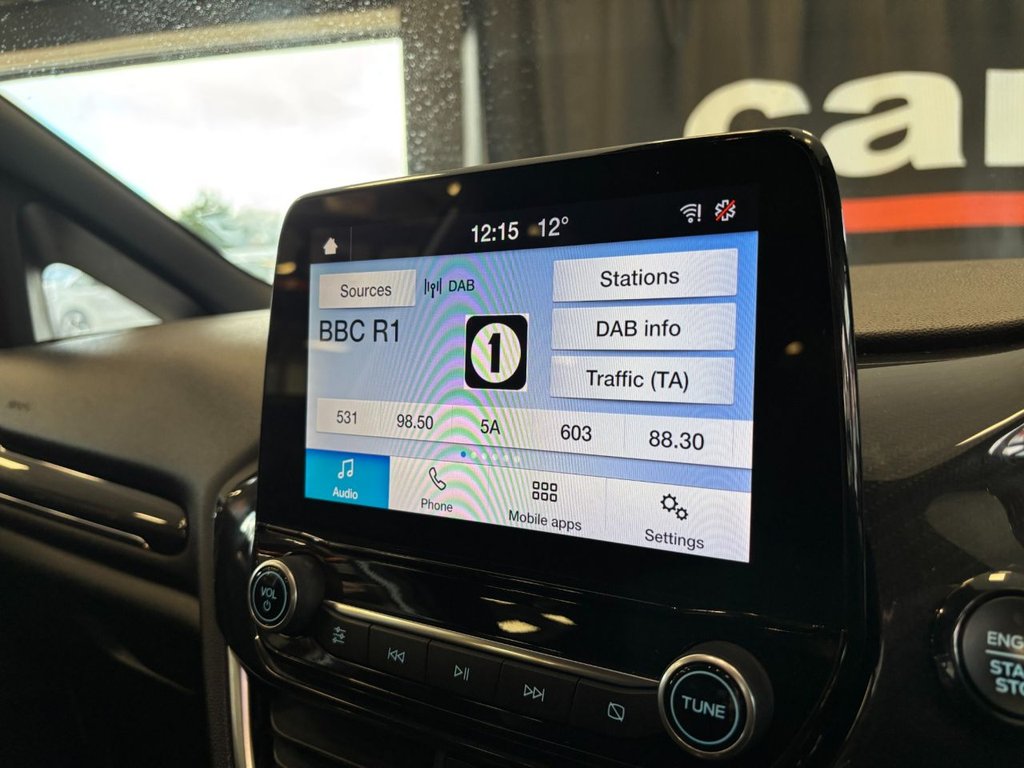 car
12:15 12°
Sources DAB Stations
BBC R1 1 DAB info
Traffic (TA)
531 98.50 5A 603 88.30
Audio Phone Mobile apps Settings
VOL
TUNE
ENG
STA
STO